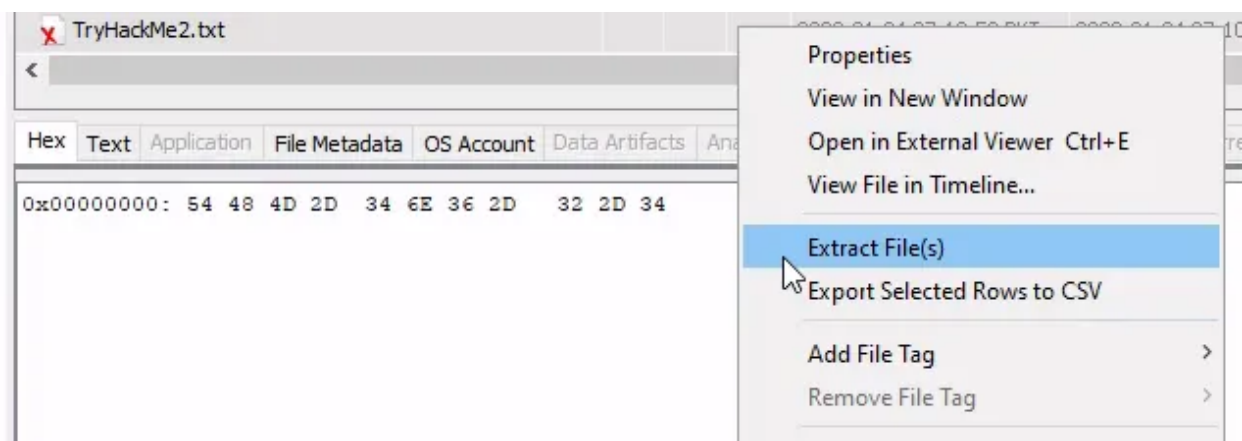 TryHackMe2.txt
Properties
View in New Window
Hex Text Application File Metadata OS Account Data Artifacts Ana
Open in External Viewer Ctrl+E
View File in Timeline...
0x00000000: 54 48 4D 2D 34 6E 36 2D 32 2D 34
Extract File(s)
Export Selected Rows to CSV
Add File Tag
Remove File Tag